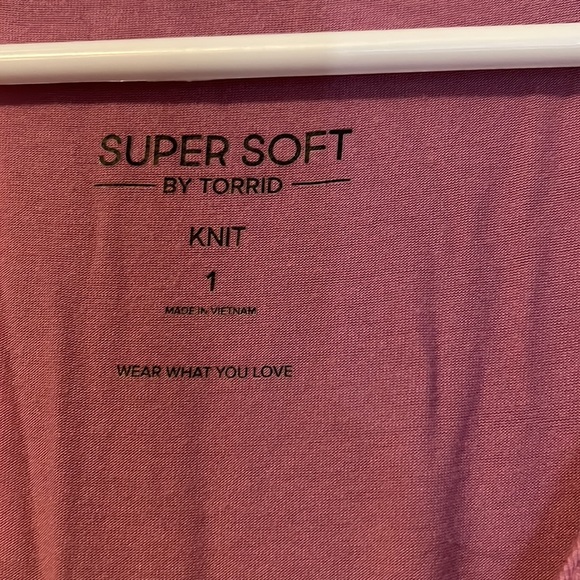 SUPER SOFT
BY TORRID
KNIT
1
MADE IN VIETNAM
WEAR WHAT YOU LOVE